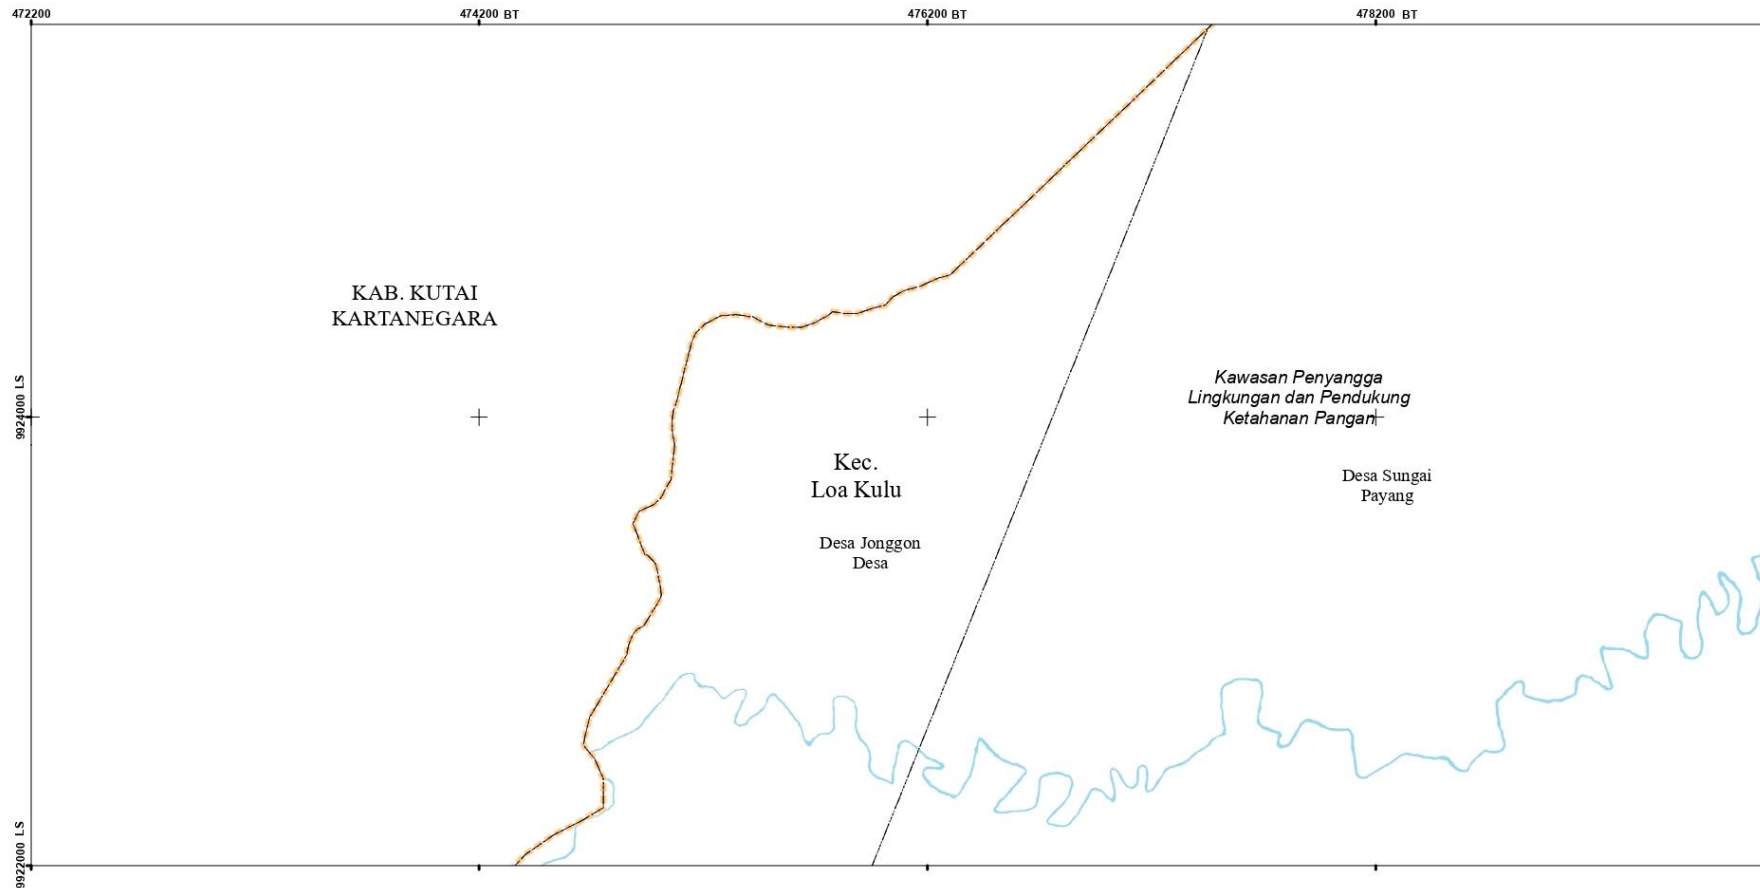 472200
474200 BT
476200 BT
478200 BT
KAB. KUTAI
KARTANEGARA
Kawasan Penyangga
Lingkungan dan Pendukung
Ketahanan Pangan
9924000 LS
Kec.
Loa Kulu
Desa Sungai
Payang
Desa Jonggon
Desa
9922000 LS